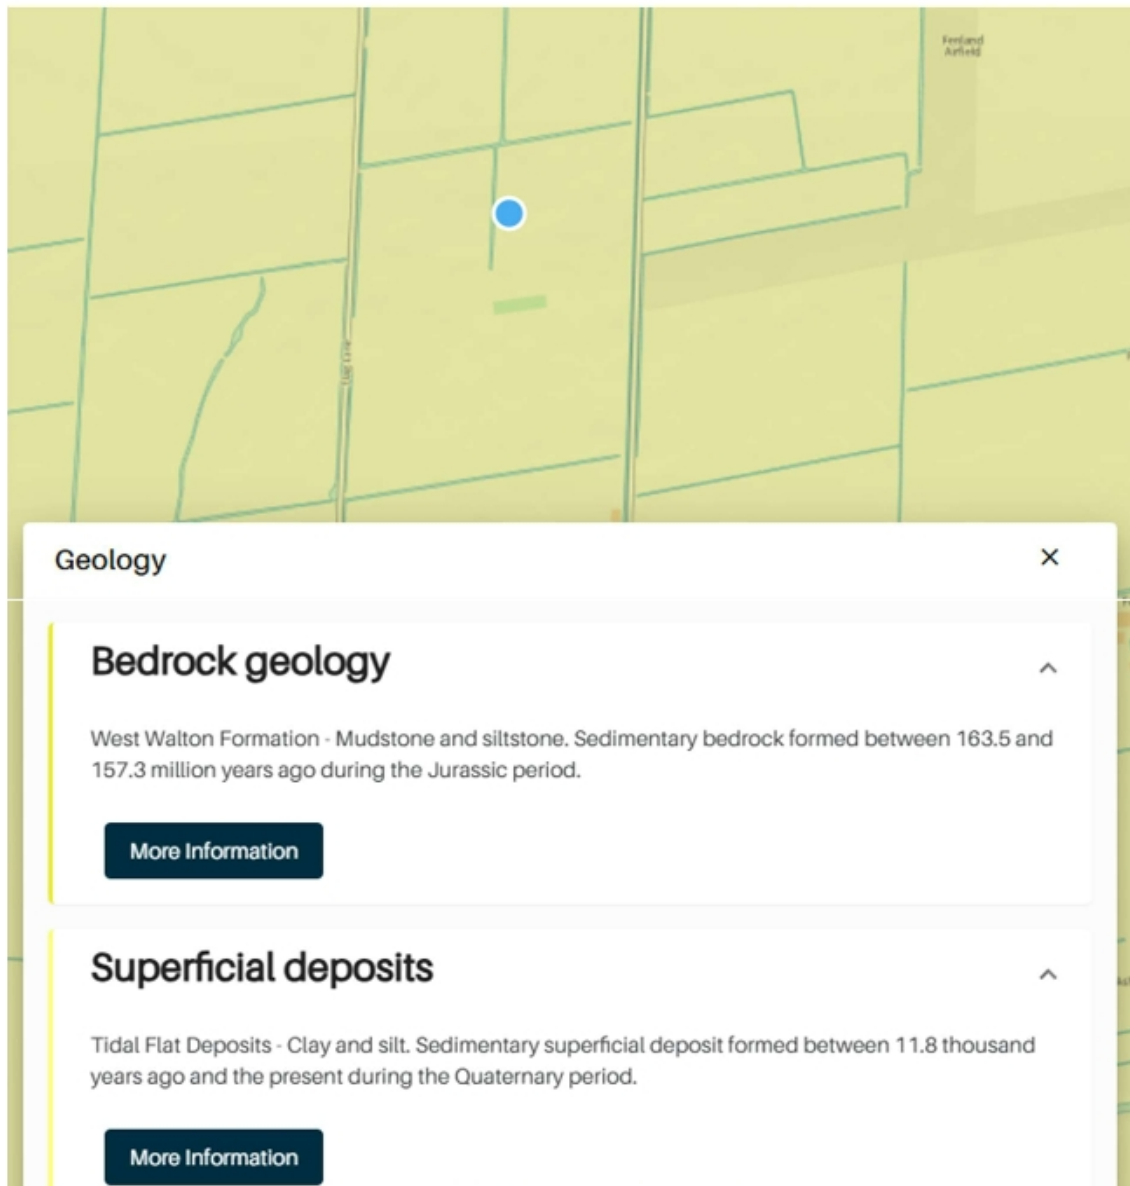 Fenland
Airfield
Geology
Bedrock geology
West Walton Formation - Mudstone and siltstone. Sedimentary bedrock formed between 163.5 and
157.3 million years ago during the Jurassic period.
More Information
Superficial deposits
Tidal Flat Deposits - Clay and silt. Sedimentary superficial deposit formed between 11.8 thousand
years ago and the present during the Quaternary period.
More Information